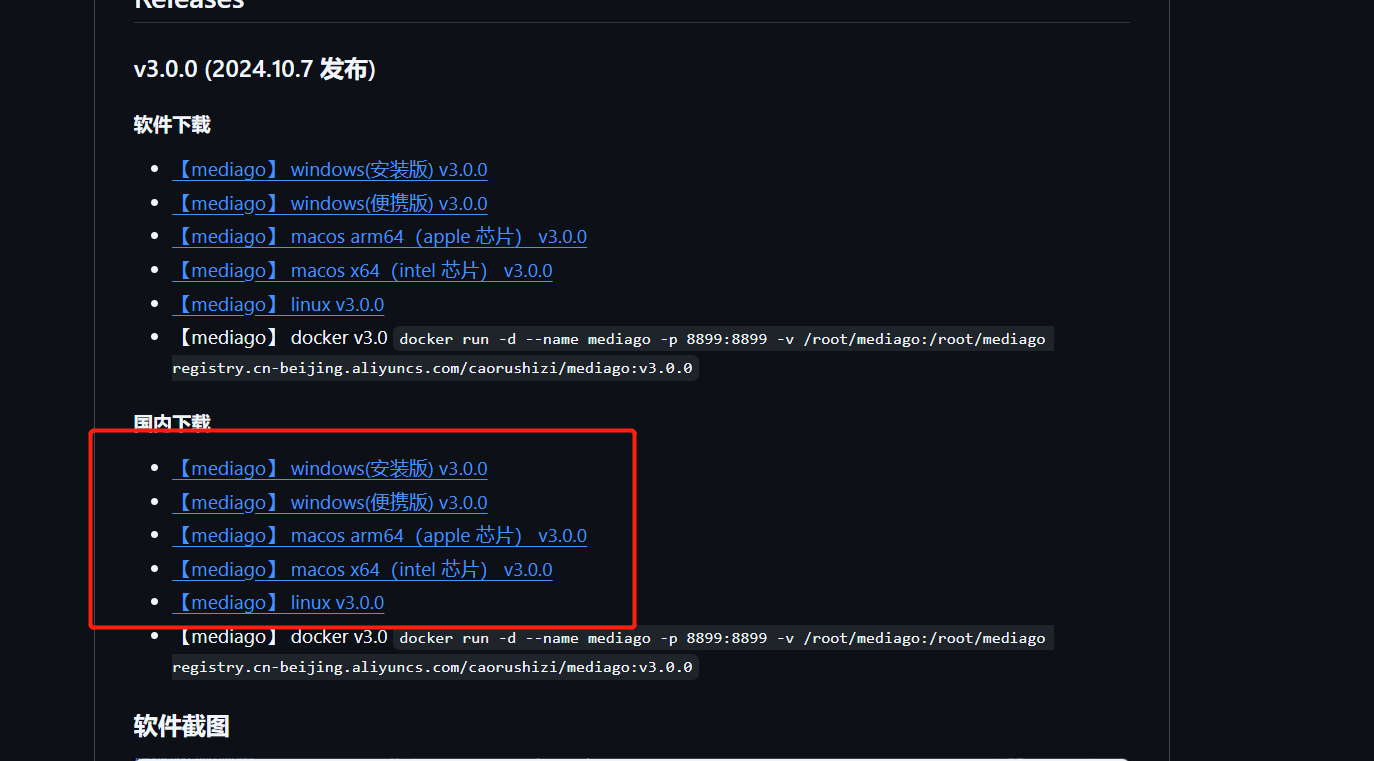 Releases
v3.0.0 (2024.10.7 发布)
软件下载
【mediago】 windows(安装版) v3.0.0
【mediago】 windows(便携版) v3.0.0
【mediago】 macos arm64（apple 芯片） v3.0.0
【mediago】 macos x64（intel 芯片） v3.0.0
【mediago】 linux v3.0.0
【mediago】 docker v3.0 docker run -d --name mediago -p 8899:8899 -v /root/mediago:/root/mediago
registry.cn-beijing.aliyuncs.com/caorushizi/mediago:v3.0.0
国内下载
【mediago】 windows(安装版) v3.0.0
【mediago】 windows(便携版) v3.0.0
【mediago】 macos arm64（apple 芯片） v3.0.0
【mediago】 macos x64（intel 芯片） v3.0.0
【mediago】 linux v3.0.0
【mediago】 docker v3.0 docker run -d --name mediago -p 8899:8899 -v /root/mediago:/root/mediago
registry.cn-beijing.aliyuncs.com/caorushizi/mediago:v3.0.0
软件截图